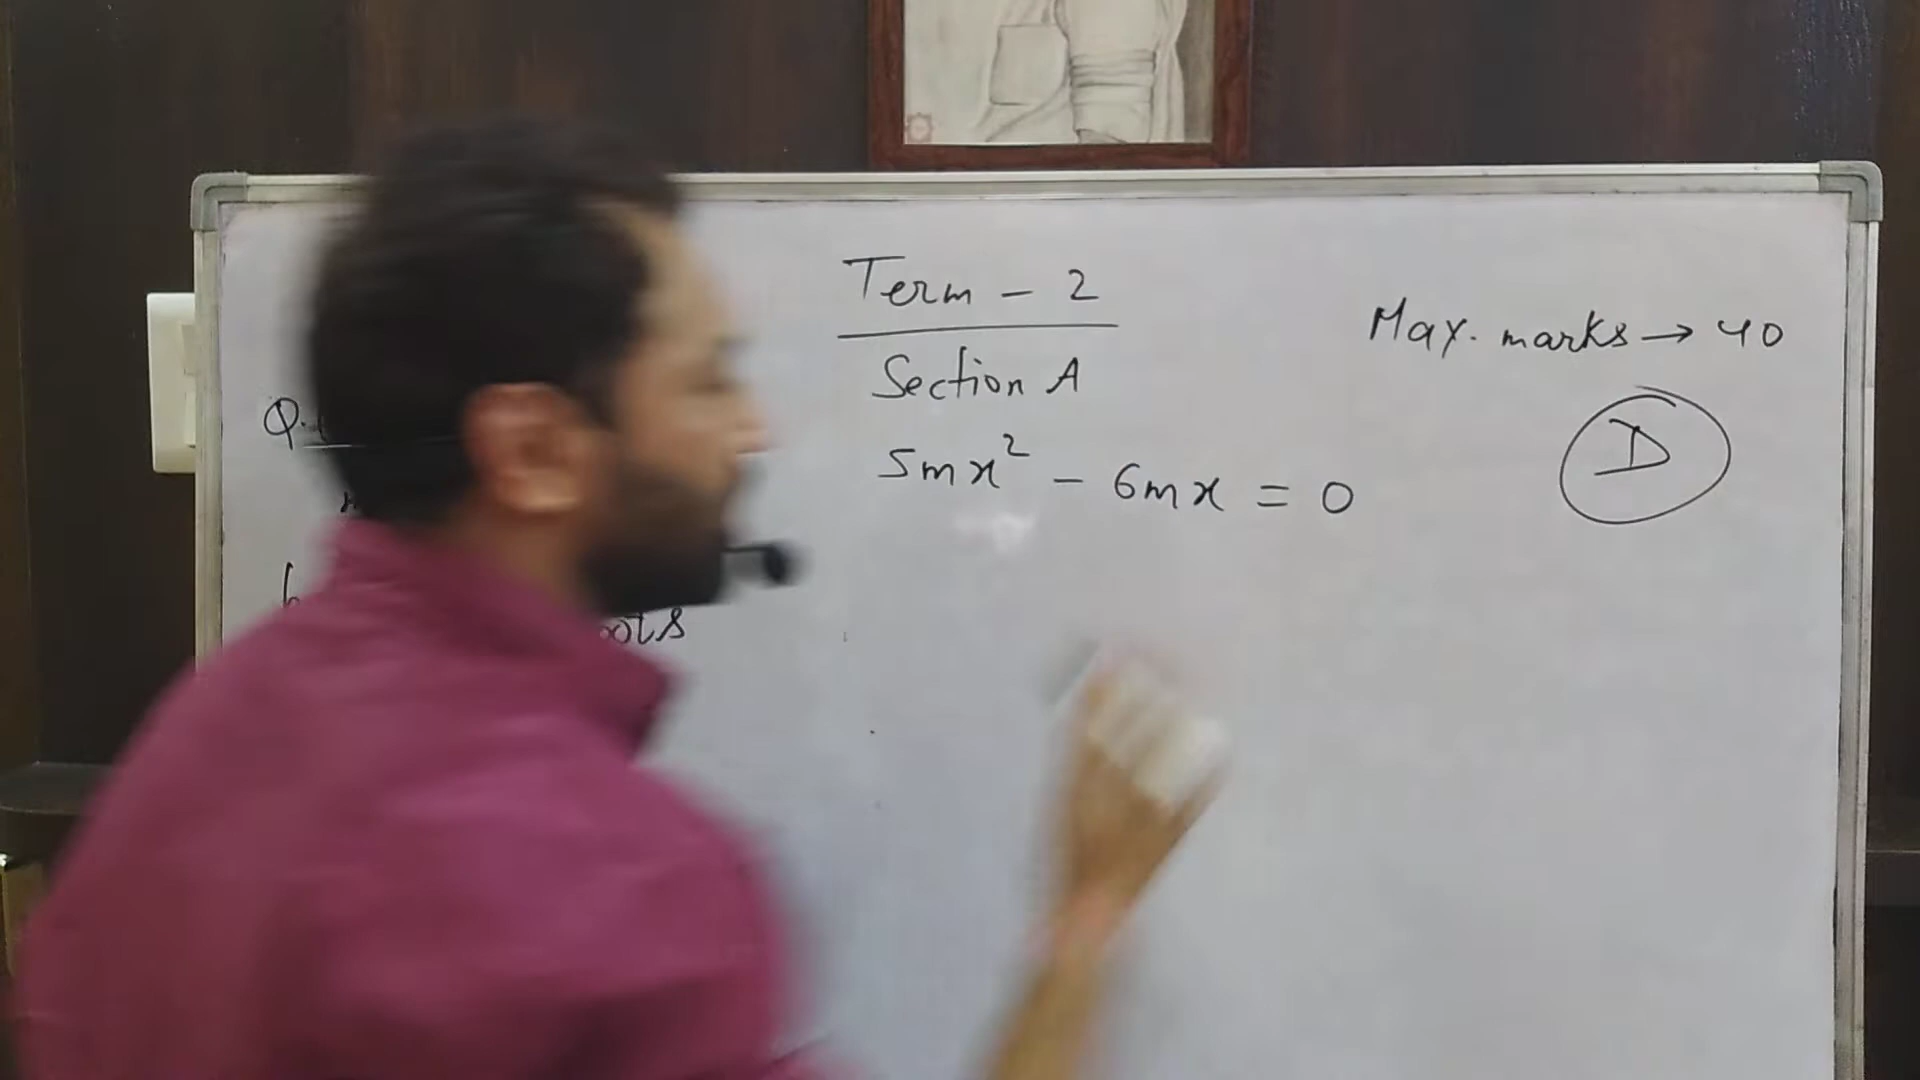 Term - 2
Max. marks → 40
Section A
Q.
5mx² - 6mx = 0
D